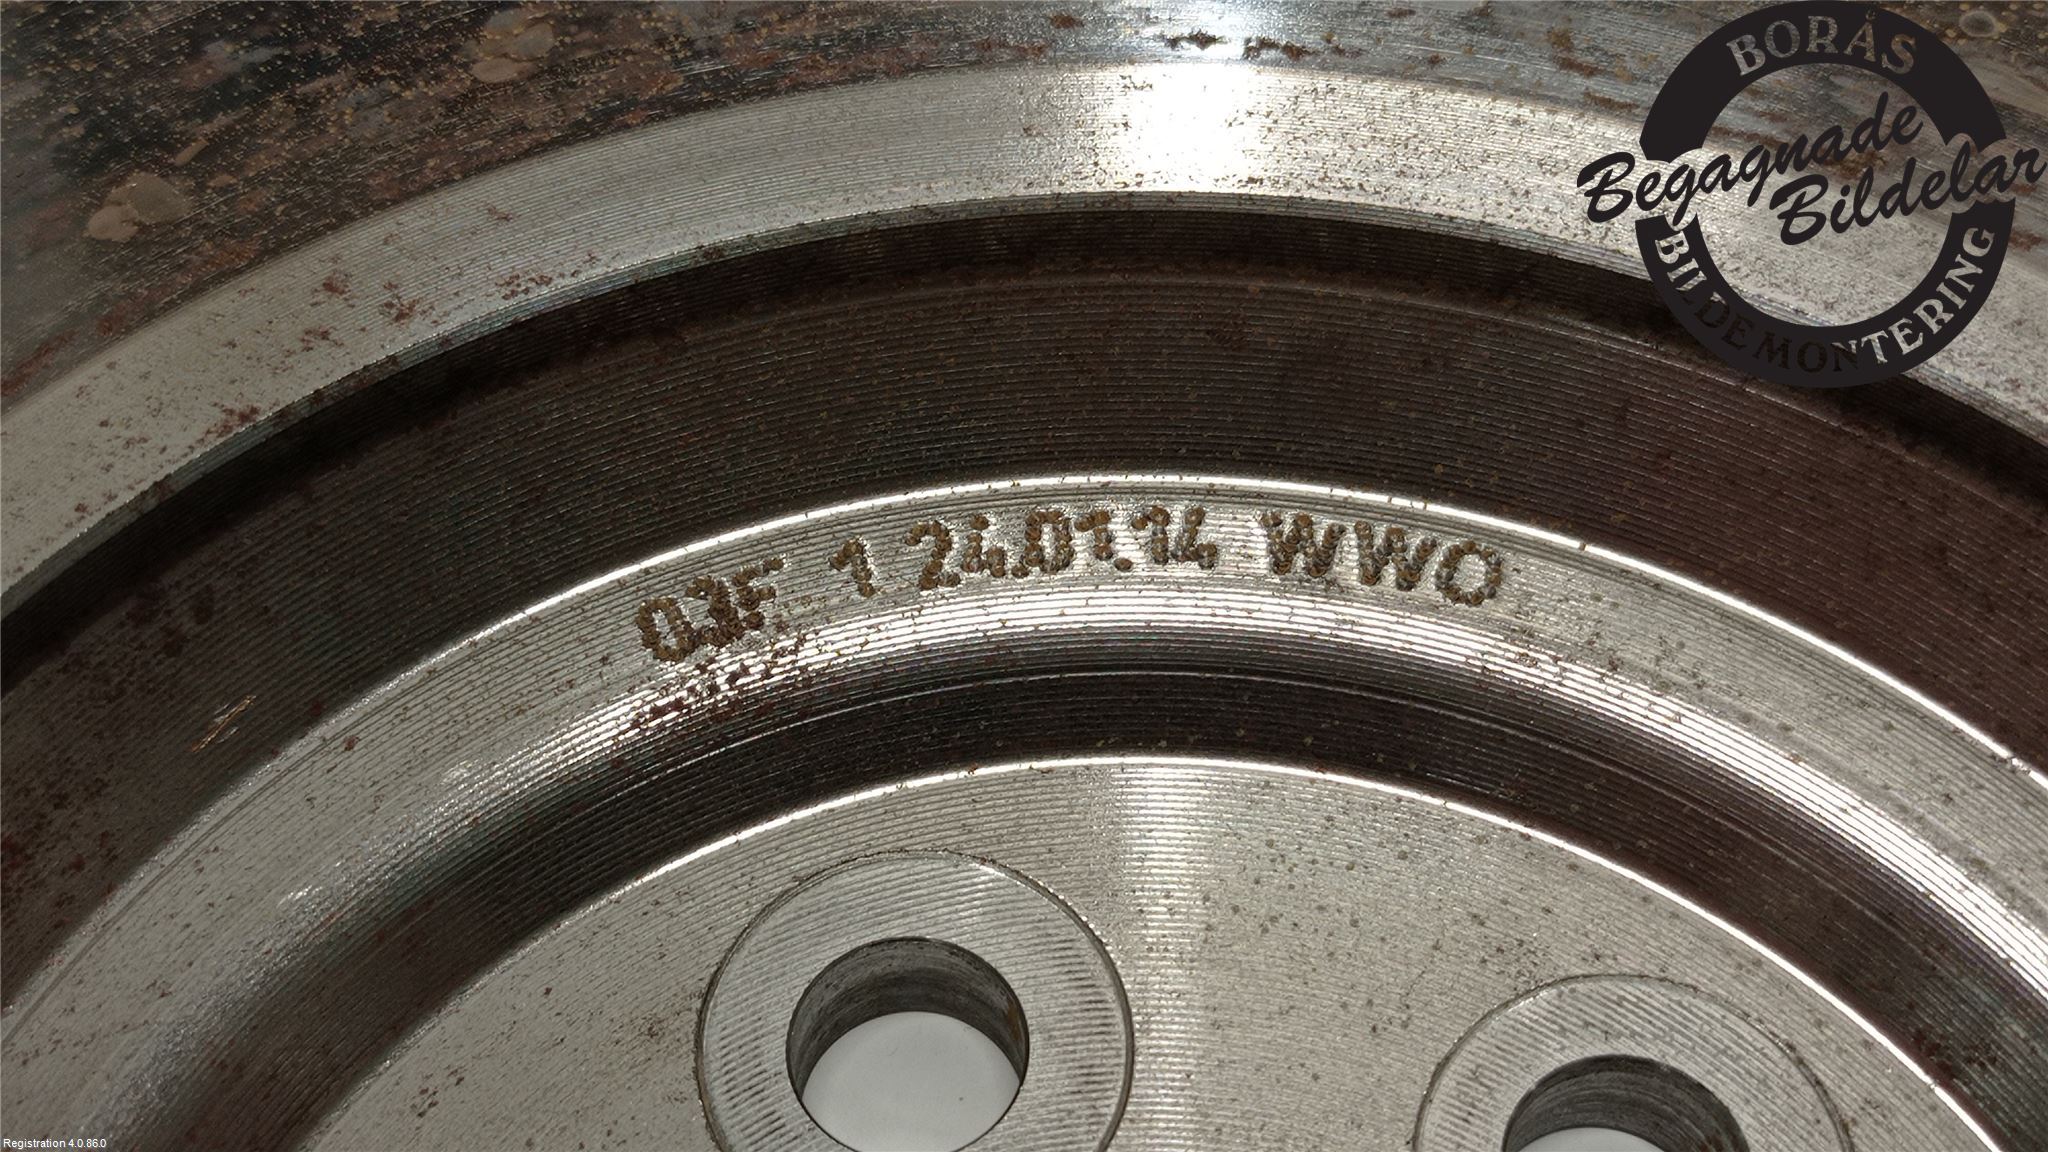 BORÅS
Begagnade
Bildelar
BILDEMONTERING
03F 1 24.01.14 WWO
Registration 4.0.86.0